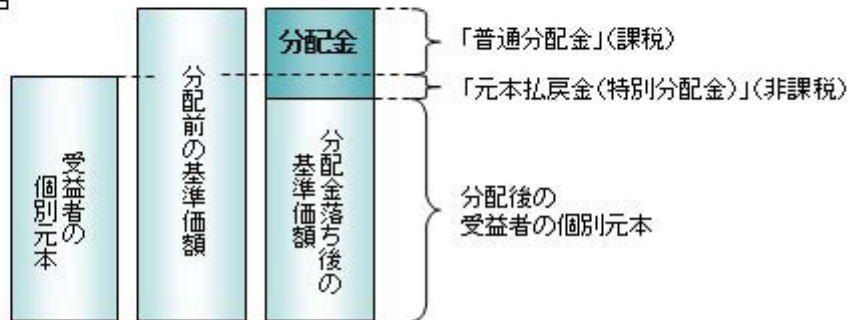 分配金
「普通分配金」(課税)
「元本払戻金(特別分配金)」(非課税)
受益者の
個別元本
分配前の基準価額
分配金落ち後の
基準価額
分配後の
受益者の個別元本